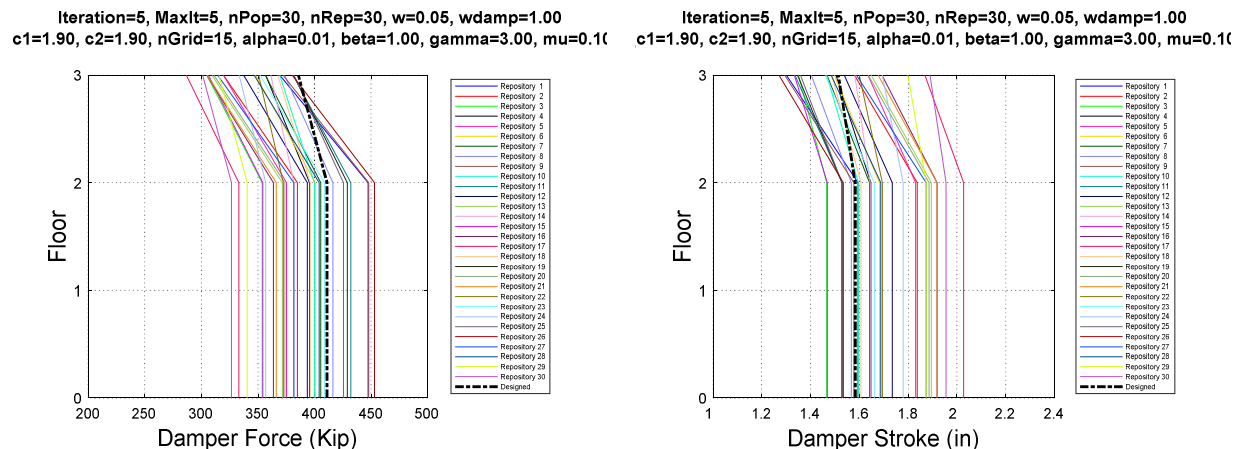 Iteration=5, MaxIt=5, nPop=30, nRep=30, w=0.05, wdamp=1.00
c1=1.90, c2=1.90, nGrid=15, alpha=0.01, beta=1.00, gamma=3.00, mu=0.10
3
2
1
0
Floor
200 250 300 350 400 450 500
Damper Force (Kip)
Repository 1
Repository 2
Repository 3
Repository 4
Repository 5
Repository 6
Repository 7
Repository 8
Repository 9
Repository 10
Repository 11
Repository 12
Repository 13
Repository 14
Repository 15
Repository 16
Repository 17
Repository 18
Repository 19
Repository 20
Repository 21
Repository 22
Repository 23
Repository 24
Repository 25
Repository 26
Repository 27
Repository 28
Repository 29
Repository 30
Designed
Iteration=5, MaxIt=5, nPop=30, nRep=30, w=0.05, wdamp=1.00
c1=1.90, c2=1.90, nGrid=15, alpha=0.01, beta=1.00, gamma=3.00, mu=0.10
3
2
1
0
Floor
1 1.2 1.4 1.6 1.8 2 2.2 2.4
Damper Stroke (in)
Repository 1
Repository 2
Repository 3
Repository 4
Repository 5
Repository 6
Repository 7
Repository 8
Repository 9
Repository 10
Repository 11
Repository 12
Repository 13
Repository 14
Repository 15
Repository 16
Repository 17
Repository 18
Repository 19
Repository 20
Repository 21
Repository 22
Repository 23
Repository 24
Repository 25
Repository 26
Repository 27
Repository 28
Repository 29
Repository 30
Designed